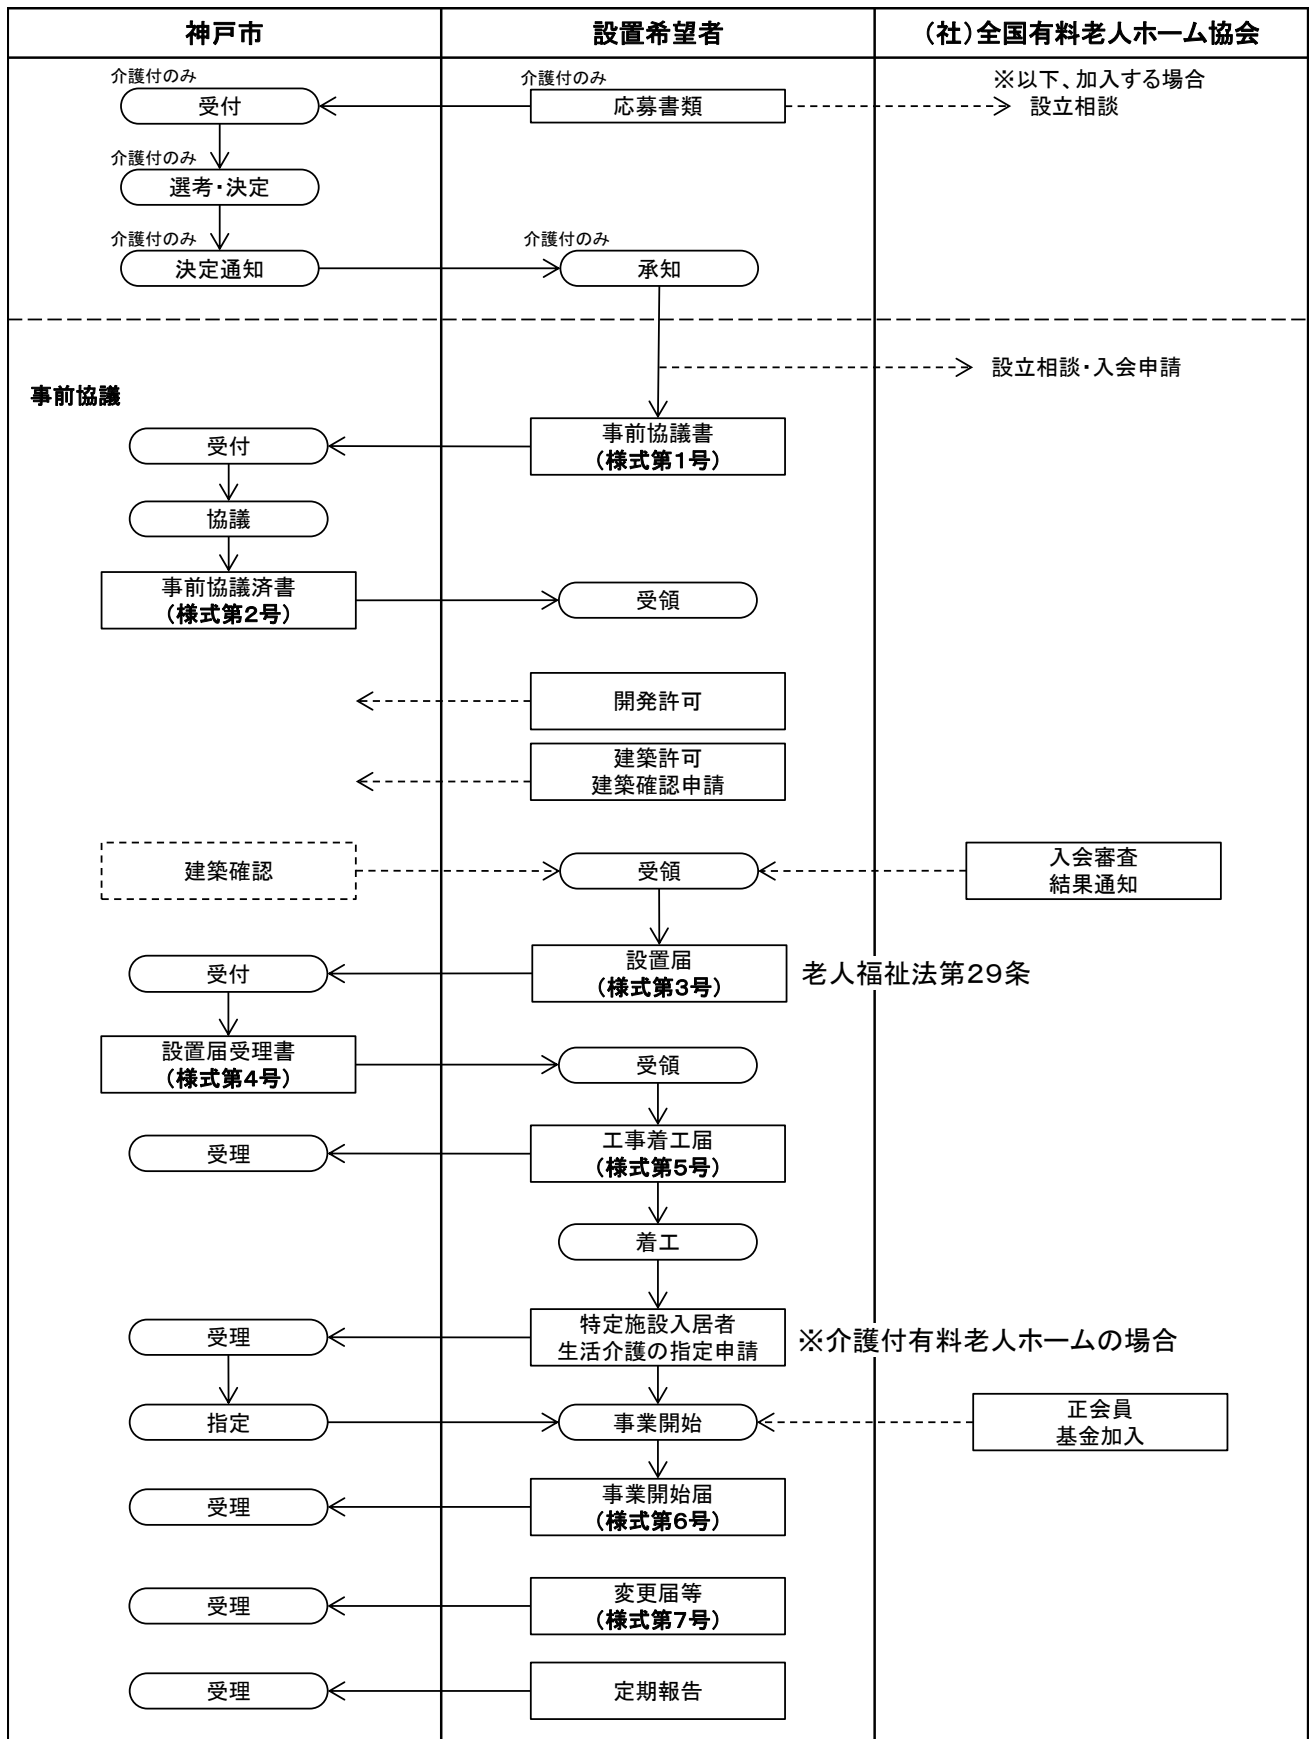 神戸市
設置希望者
（社）全国有料老人ホーム協会
介護付のみ
介護付のみ
※以下、加入する場合
受付
応募書類
設立相談
介護付のみ
選考・決定
介護付のみ
介護付のみ
決定通知
承知
設立相談・入会申請
事前協議
受付
事前協議書
（様式第1号）
協議
事前協議済書
（様式第2号）
受領
開発許可
建築許可
建築確認申請
建築確認
受領
入会審査
結果通知
受付
設置届
（様式第3号）
老人福祉法第29条
設置届受理書
（様式第4号）
受領
受理
工事着工届
（様式第5号）
着工
受理
特定施設入居者
生活介護の指定申請
※介護付有料老人ホームの場合
指定
事業開始
正会員
基金加入
受理
事業開始届
（様式第6号）
受理
変更届等
（様式第7号）
受理
定期報告